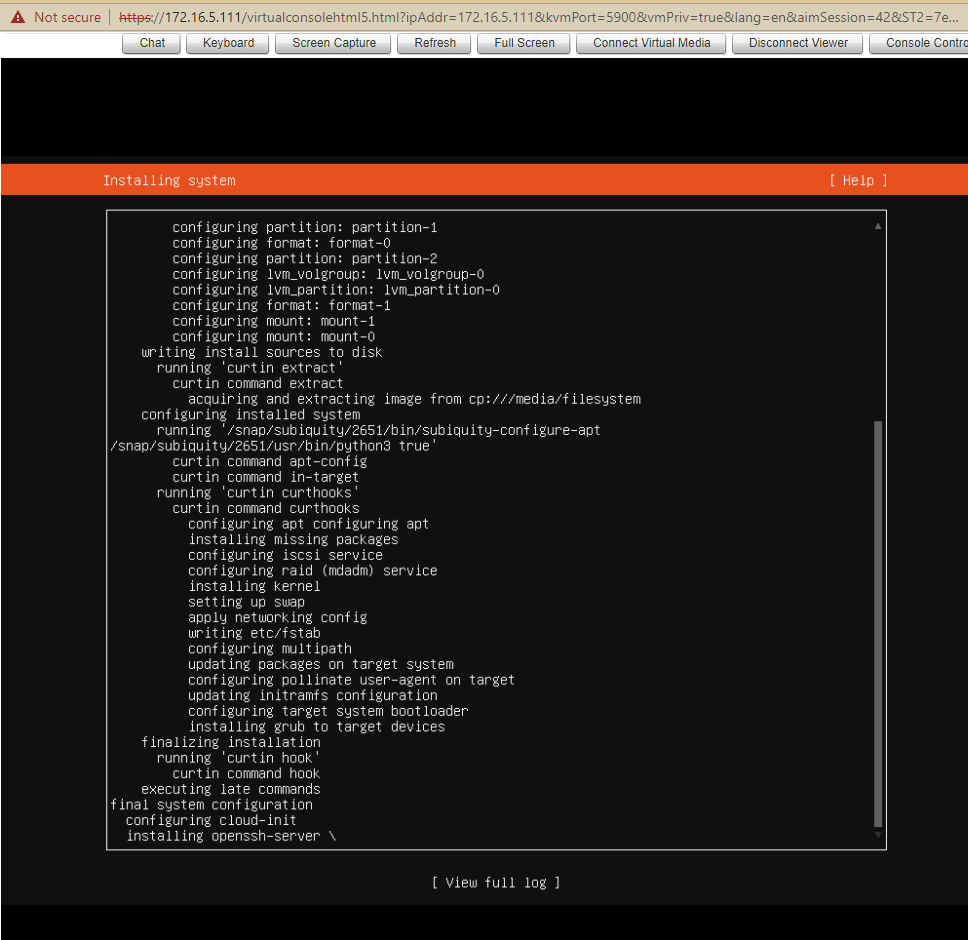 Not secure https://172.16.5.111/virtualconsolehtml5.html?ipAddr=172.16.5.111&kvmPort=5900&vmPriv=true&lang=en&aimSession=42&ST2=7e...
Chat Keyboard Screen Capture Refresh Full Screen Connect Virtual Media Disconnect Viewer Console Contro
Installing system [ Help ]
configuring partition: partition-1
configuring format: format-0
configuring partition: partition-2
configuring lvm_volgroup: lvm_volgroup-0
configuring lvm_partition: lvm_partition-0
configuring format: format-1
configuring mount: mount-1
configuring mount: mount-0
writing install sources to disk
running 'curtin extract'
curtin command extract
acquiring and extracting image from cp:///media/filesystem
configuring installed system
running '/snap/subiquity/2651/bin/subiquity-configure-apt
/snap/subiquity/2651/usr/bin/python3 true'
curtin command apt-config
curtin command in-target
running 'curtin curthooks'
curtin command curthooks
configuring apt configuring apt
installing missing packages
configuring iscsi service
configuring raid (mdadm) service
installing kernel
setting up swap
apply networking config
writing etc/fstab
configuring multipath
updating packages on target system
configuring pollinate user-agent on target
updating initramfs configuration
configuring target system bootloader
installing grub to target devices
finalizing installation
running 'curtin hook'
curtin command hook
executing late commands
final system configuration
configuring cloud-init
installing openssh-server \
[ View full log ]